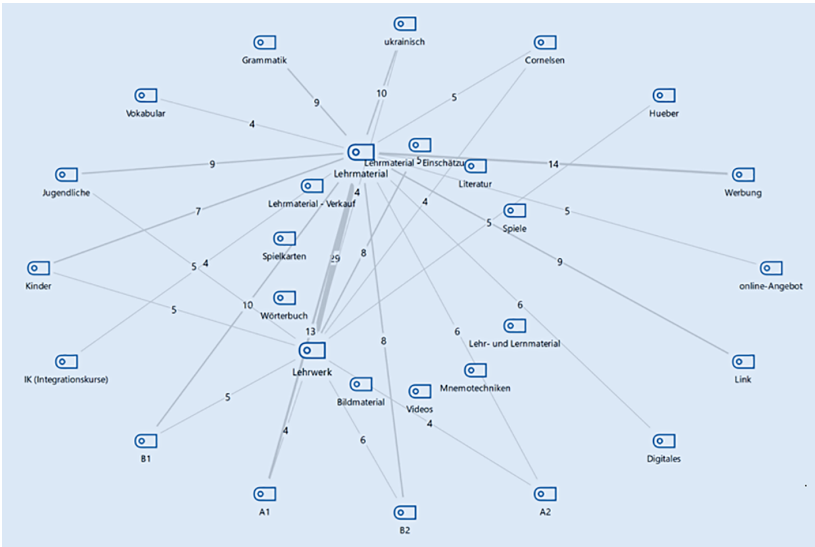 ukrainisch
Grammatik
Cornelsen
10
5
9
Vokabular
Hueber
4
9
Lehrmaterial - 5 Einschätzu
14
Lehrmaterial
Literatur
Jugendliche
Werbung
4
Lehrmaterial - Verkauf
4
7
5
5
Spiele
Spielkarten
8
29
9
5
4
Kinder
online-Angebot
10
6
5
Wörterbuch
13
6
8
Lehr- und Lernmaterial
Lehrwerk
IK (Integrationskurse)
Link
Mnemotechniken
5
Bildmaterial
Videos
4
4
6
B1
Digitales
A1
A2
B2